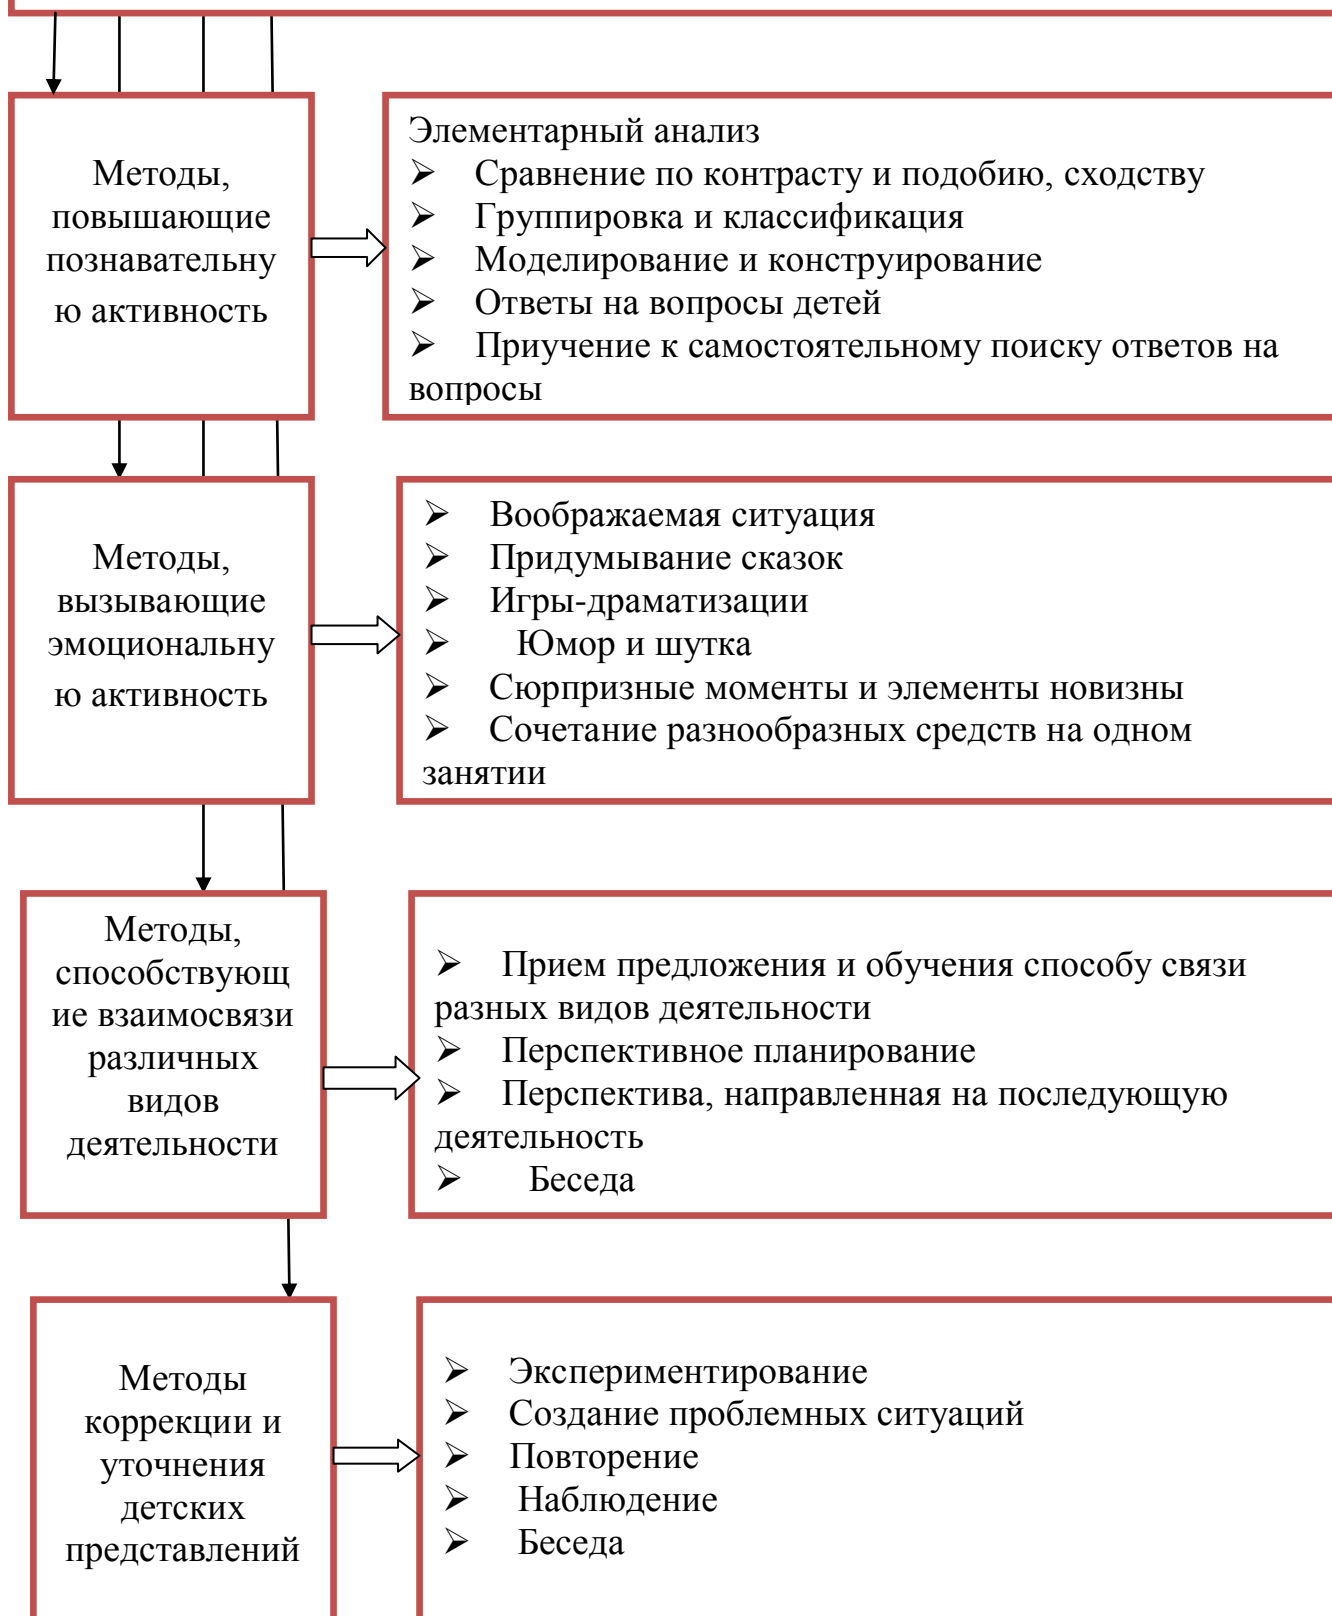 Методы,
повышающие
познавательну
ю активность
Элементарный анализ
➢ Сравнение по контрасту и подобию, сходству
➢ Группировка и классификация
➢ Моделирование и конструирование
➢ Ответы на вопросы детей
➢ Приучение к самостоятельному поиску ответов на
вопросы
Методы,
вызывающие
эмоциональну
ю активность
➢ Воображаемая ситуация
➢ Придумывание сказок
➢ Игры-драматизации
➢ Юмор и шутка
➢ Сюрпризные моменты и элементы новизны
➢ Сочетание разнообразных средств на одном
занятии
Методы,
способствующ
ие взаимосвязи
различных
видов
деятельности
➢ Прием предложения и обучения способу связи
разных видов деятельности
➢ Перспективное планирование
➢ Перспектива, направленная на последующую
деятельность
➢ Беседа
Методы
коррекции и
уточнения
детских
представлений
➢ Экспериментирование
➢ Создание проблемных ситуаций
➢ Повторение
➢ Наблюдение
➢ Беседа